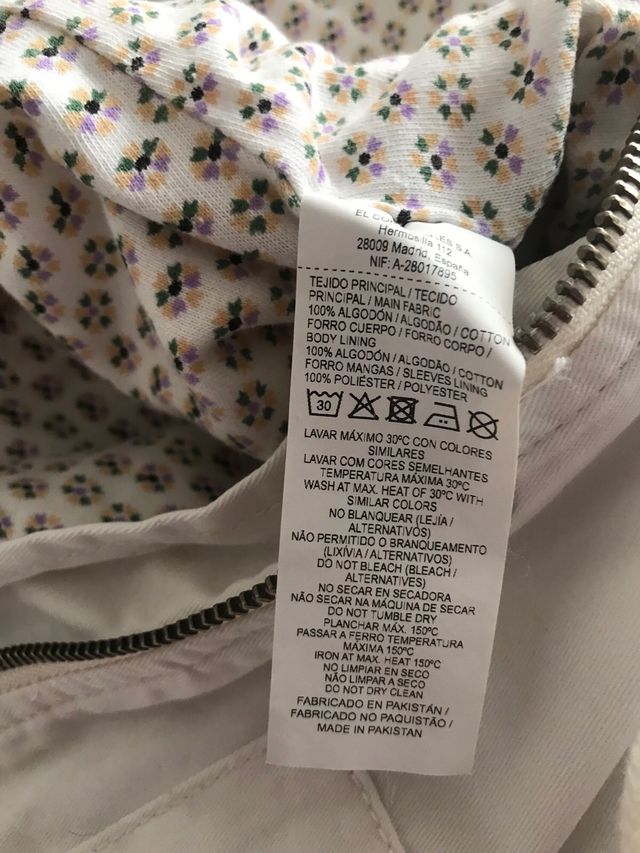 EL CO ES S.A.
Hermosilla 112
28009 Madrid, España
NIF: A-28017895
TEJIDO PRINCIPAL / TECIDO
PRINCIPAL / MAIN FABRIC
100% ALGODÓN / ALGODÃO / COTTON
FORRO CUERPO / FORRO CORPO /
BODY LINING
100% ALGODÓN / ALGODÃO / COTTON
FORRO MANGAS / SLEEVES LINING
100% POLIÉSTER / POLYESTER
30
LAVAR MÁXIMO 30ºC CON COLORES
SIMILARES
LAVAR COM CORES SEMELHANTES
TEMPERATURA MÁXIMA 30ºC
WASH AT MAX. HEAT OF 30ºC WITH
SIMILAR COLORS
NO BLANQUEAR (LEJÍA /
ALTERNATIVOS)
NÃO PERMITIDO O BRANQUEAMENTO
(LIXÍVIA / ALTERNATIVOS)
DO NOT BLEACH (BLEACH /
ALTERNATIVES)
NO SECAR EN SECADORA
NÃO SECAR NA MÁQUINA DE SECAR
DO NOT TUMBLE DRY
PLANCHAR MÁX. 150ºC
PASSAR A FERRO TEMPERATURA
MÁXIMA 150ºC
IRON AT MAX. HEAT 150ºC
NO LIMPIAR EN SECO
NÃO LIMPAR A SECO
DO NOT DRY CLEAN
FABRICADO EN PAKISTÁN /
FABRICADO NO PAQUISTÃO /
MADE IN PAKISTAN